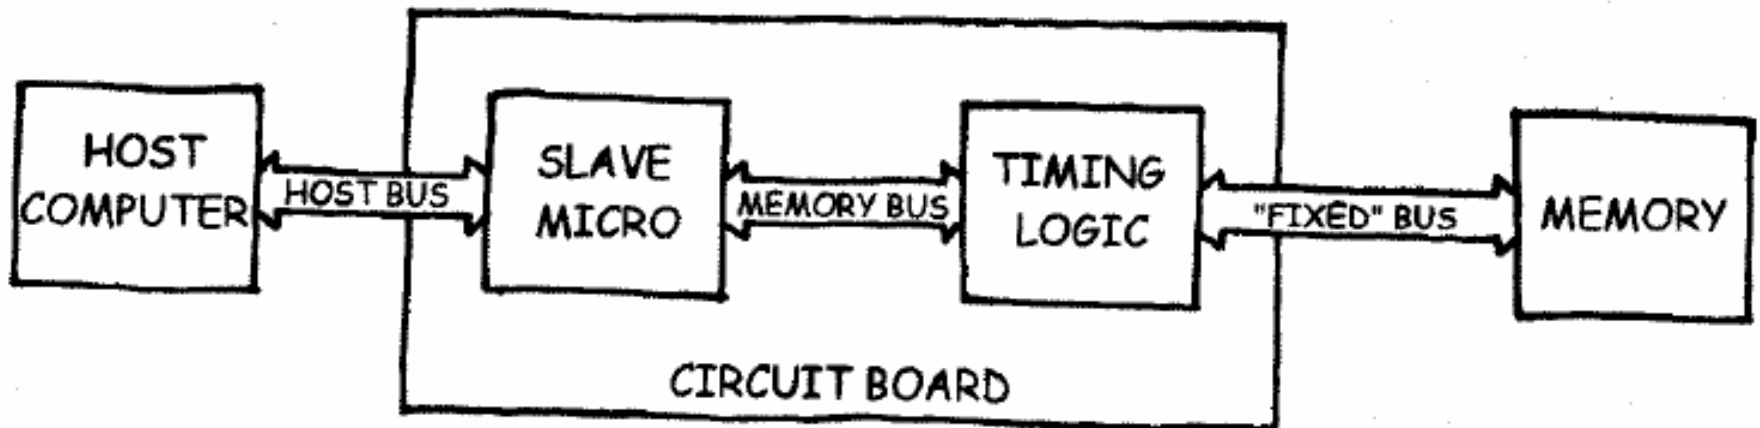 HOST
COMPUTER
HOST BUS
SLAVE
MICRO
MEMORY BUS
TIMING
LOGIC
"FIXED" BUS
MEMORY
CIRCUIT BOARD